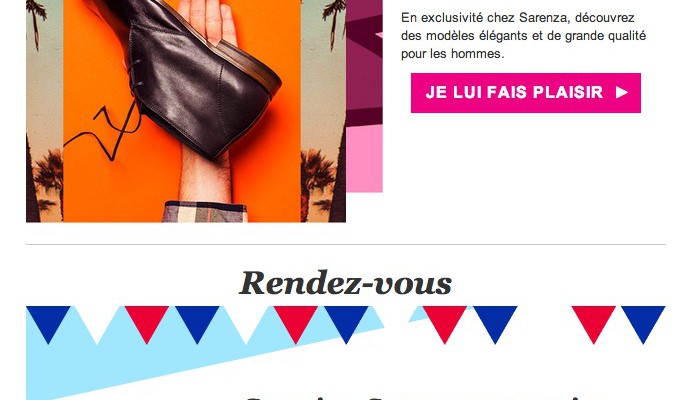 En exclusivité chez Sarenza, découvrez
des modèles élégants et de grande qualité
pour les hommes.
JE LUI FAIS PLAISIR
Rendez-vous